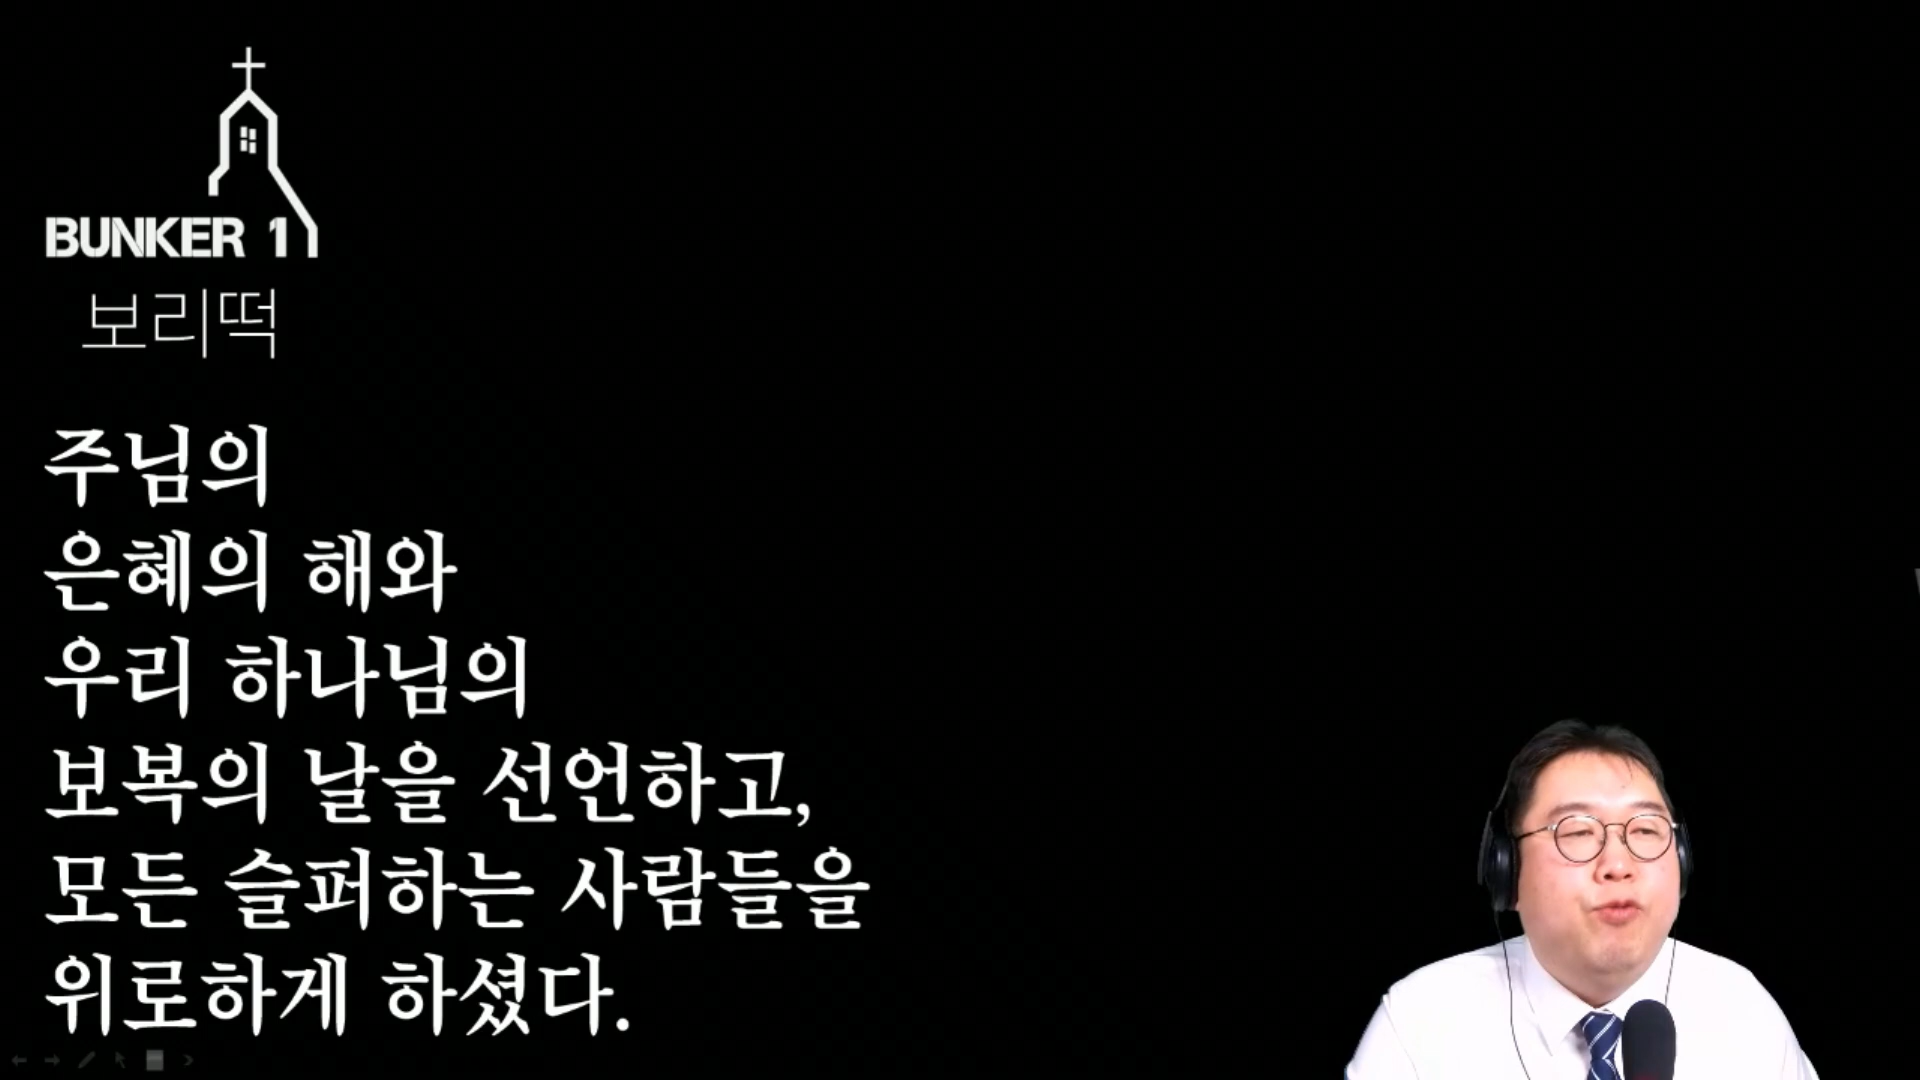 BUNKER 1
보리떡
주님의
은혜의 해와
우리 하나님의
보복의 날을 선언하고,
모든 슬퍼하는 사람들을
위로하게 하셨다.